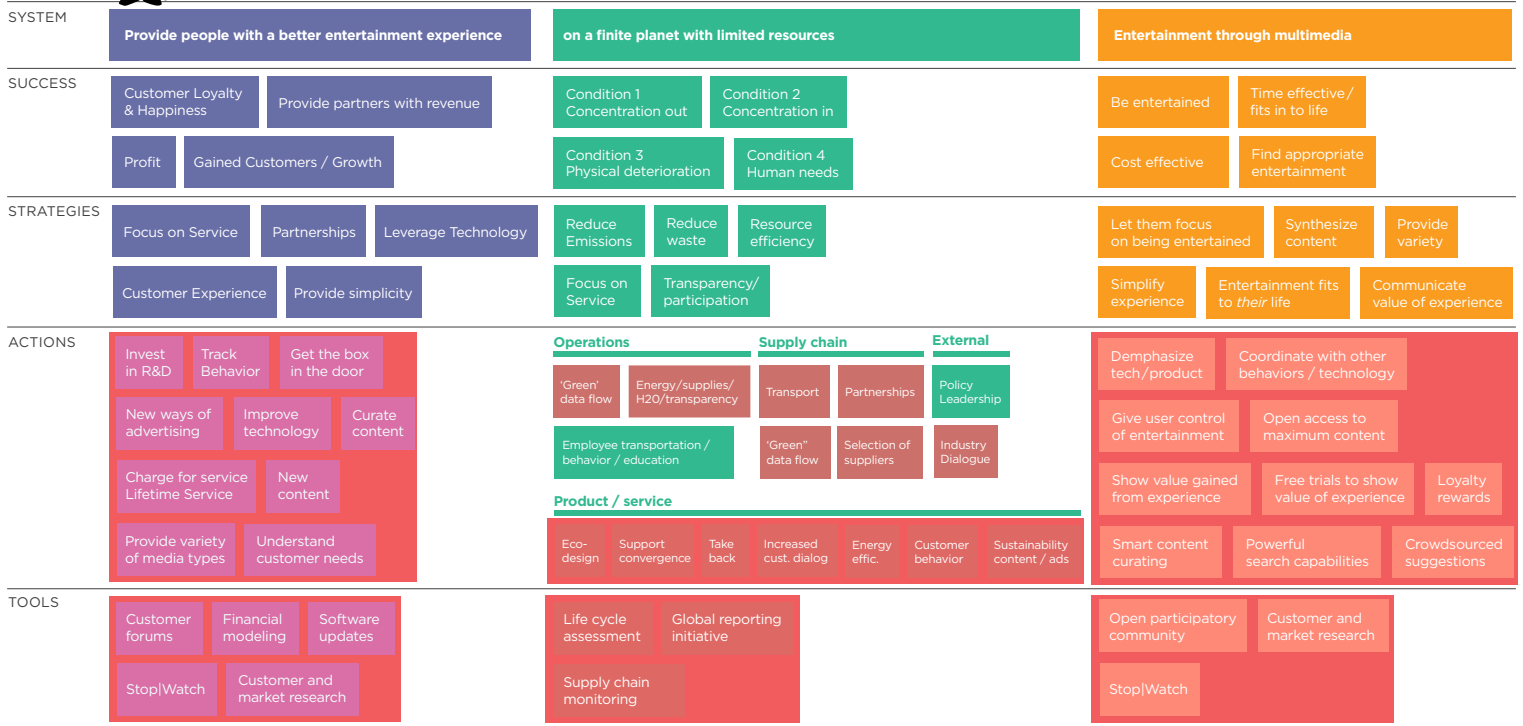 SYSTEM
Provide people with a better entertainment experience
on a finite planet with limited resources
Entertainment through multimedia
SUCCESS
Customer Loyalty
& Happiness
Provide partners with revenue
Profit
Gained Customers / Growth
Condition 1
Concentration out
Condition 2
Concentration in
Condition 3
Physical deterioration
Condition 4
Human needs
Be entertained
Time effective/
fits in to life
Cost effective
Find appropriate
entertainment
STRATEGIES
Focus on Service
Partnerships
Leverage Technology
Customer Experience
Provide simplicity
Reduce
Emissions
Reduce
waste
Resource
efficiency
Focus on
Service
Transparency/
participation
Let them focus
on being entertained
Synthesize
content
Provide
variety
Simplify
experience
Entertainment fits
to their life
Communicate
value of experience
ACTIONS
Invest
in R&D
Track
Behavior
Get the box
in the door
New ways of
advertising
Improve
technology
Curate
content
Charge for service
Lifetime Service
New
content
Provide variety
of media types
Understand
customer needs
Operations
'Green'
data flow
Energy/supplies/
H20/transparency
Employee transportation /
behavior / education
Supply chain
Transport
Partnerships
'Green"
data flow
Selection of
suppliers
External
Policy
Leadership
Industry
Dialogue
Product / service
Eco-
design
Support
convergence
Take
back
Increased
cust. dialog
Energy
effic.
Customer
behavior
Sustainability
content / ads
Demphasize
tech/product
Coordinate with other
behaviors / technology
Give user control
of entertainment
Open access to
maximum content
Show value gained
from experience
Free trials to show
value of experience
Loyalty
rewards
Smart content
curating
Powerful
search capabilities
Crowdsourced
suggestions
TOOLS
Customer
forums
Financial
modeling
Software
updates
Stop|Watch
Customer and
market research
Life cycle
assessment
Global reporting
initiative
Supply chain
monitoring
Open participatory
community
Customer and
market research
Stop|Watch